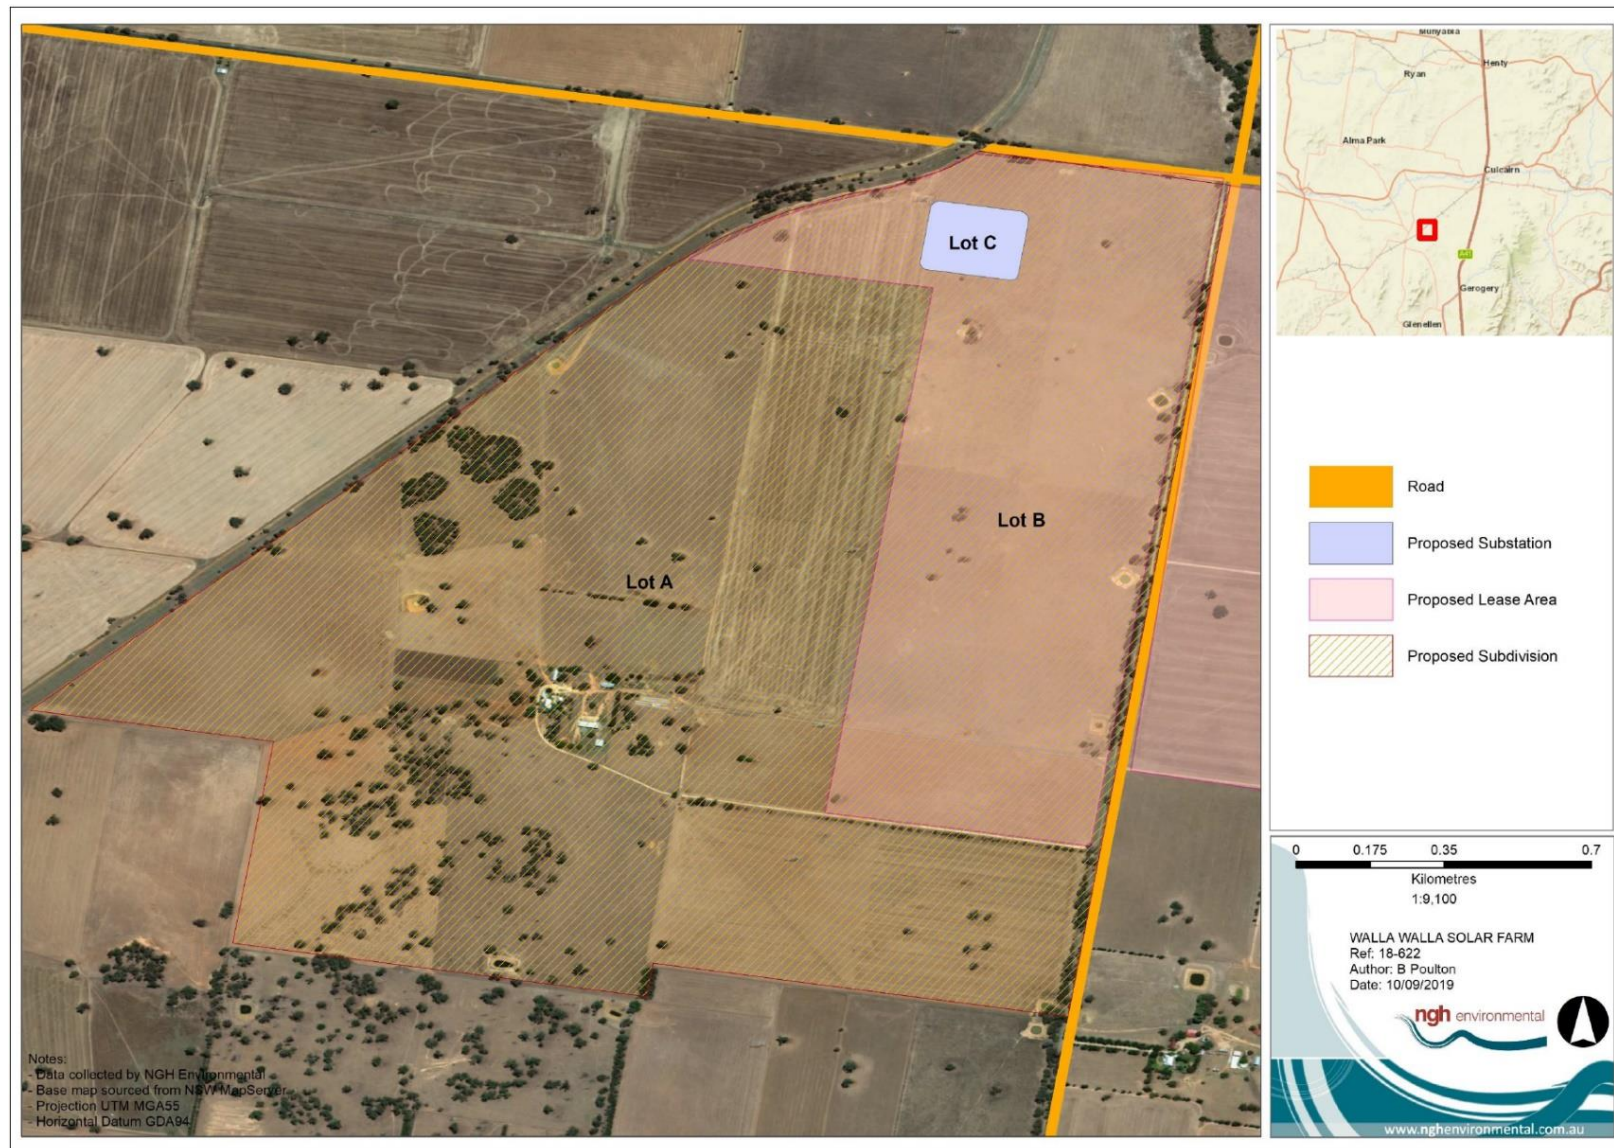 Lot C
Lot B
Lot A
Notes:
- Data collected by NGH Environmental
- Base map sourced from NSW MapServer
- Projection UTM MGA55
- Horizontal Datum GDA94
Munyabla
Henty
Ryan
Alma Park
Culcairn
A41
Gerogery
Glenellen
Road
Proposed Substation
Proposed Lease Area
Proposed Subdivision
0 0.175 0.35 0.7
Kilometres
1:9,100
WALLA WALLA SOLAR FARM
Ref: 18-622
Author: B Poulton
Date: 10/09/2019
ngh environmental
www.nghenvironmental.com.au